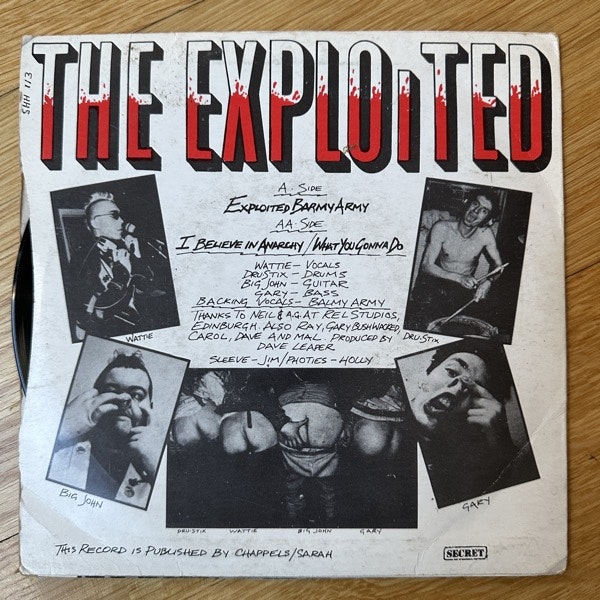 SHH 113
THE EXPLOITED
A. SIDE
EXPLOITED BARMY ARMY
AA. SIDE
I BELIEVE IN ANARCHY / WHAT YOU GONNA DO
WATTIE - VOCALS
DRUSTIX - DRUMS
BIG JOHN - GUITAR
GARY - BASS
BACKING VOCALS - BALMY ARMY
THANKS TO NEIL & A.G. AT R.E.L STUDIOS,
EDINBURGH. ALSO RAY, GARY BUSHWACKED,
CAROL, DAVE AND MAL. PRODUCED BY
DAVE LEAPER
SLEEVE - JIM / PHOTIES - HOLLY
WATTIE
DRU-STIX
BIG JOHN
GARY
DRU-STIX WATTIE BIG JOHN GARY
THIS RECORD IS PUBLISHED BY CHAPPELS/SARAH
SECRET